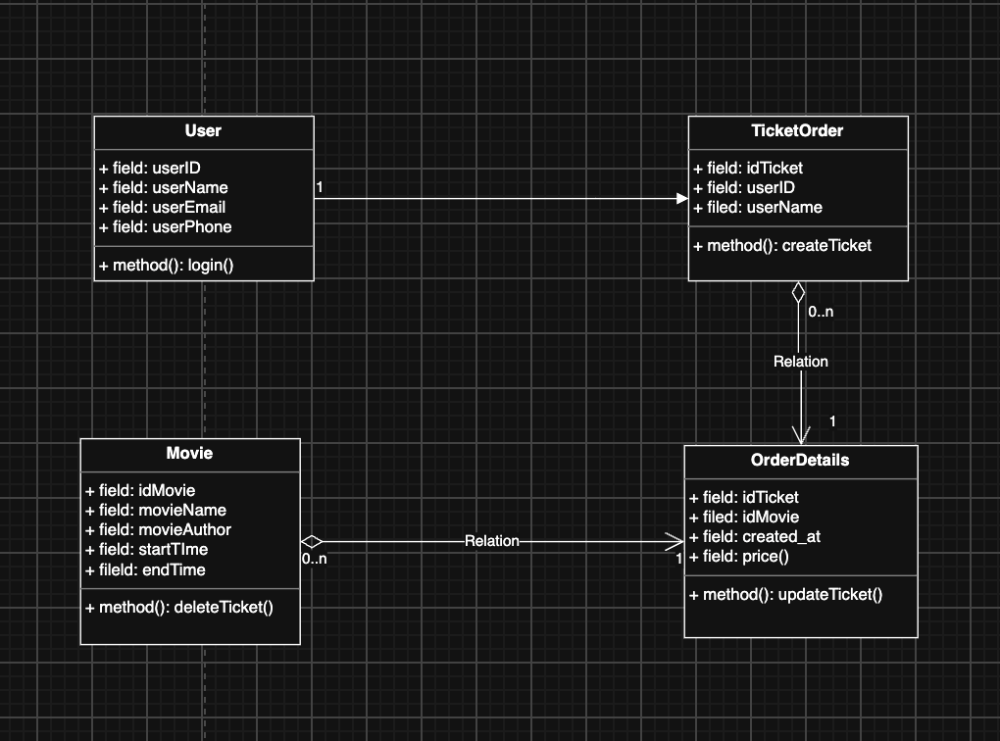 User
+ field: userID
+ field: userName
+ field: userEmail
+ field: userPhone
+ method(): login()
1
TicketOrder
+ field: idTicket
+ field: userID
+ filed: userName
+ method(): createTicket
0..n
Relation
1
Movie
+ field: idMovie
+ field: movieName
+ field: movieAuthor
+ field: startTIme
+ fileld: endTime
+ method(): deleteTicket()
0..n
Relation
1
OrderDetails
+ field: idTicket
+ filed: idMovie
+ field: created_at
+ field: price()
+ method(): updateTicket()